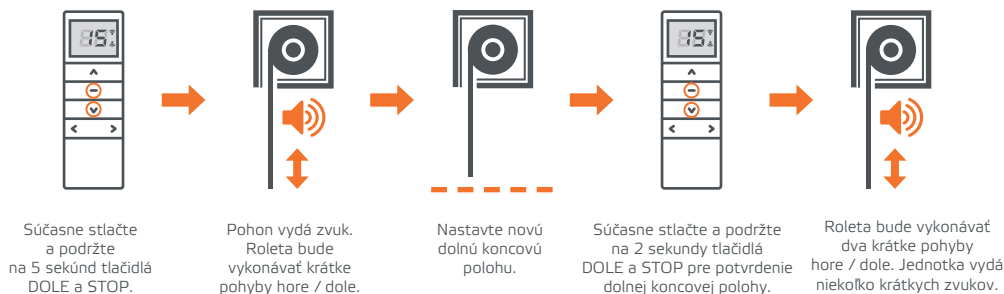 15
15
Súčasne stlačte
a podržte
na 5 sekúnd tlačidlá
DOLE a STOP.
Pohon vydá zvuk.
Roleta bude
vykonávať krátke
pohyby hore / dole.
Nastavte novú
dolnú koncovú
polohu.
Súčasne stlačte a podržte
na 2 sekundy tlačidlá
DOLE a STOP pre potvrdenie
dolnej koncovej polohy.
Roleta bude vykonávať
dva krátke pohyby
hore / dole. Jednotka vydá
niekoľko krátkych zvukov.